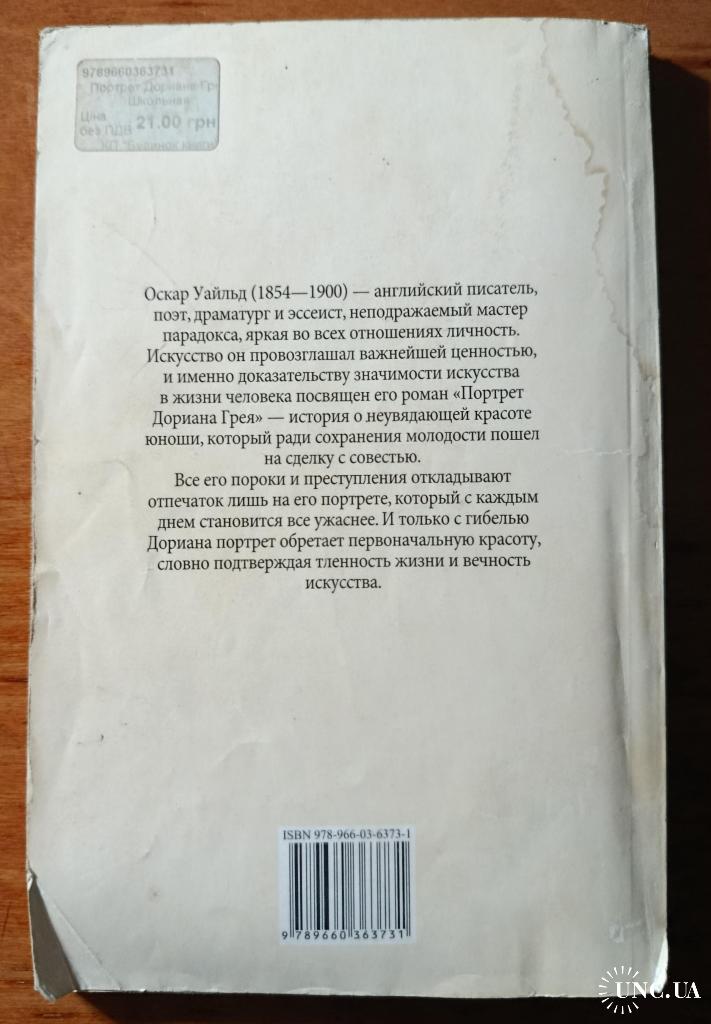 9789660363731
Портрет Дориана Гре
Школьная
Ціна
без ПДВ 21.00 грн
КП "Будинок книги
Оскар Уайльд (1854—1900) — английский писатель,
поэт, драматург и эссеист, неподражаемый мастер
парадокса, яркая во всех отношениях личность.
Искусство он провозглашал важнейшей ценностью,
и именно доказательству значимости искусства
в жизни человека посвящен его роман «Портрет
Дориана Грея» — история о неувядающей красоте
юноши, который ради сохранения молодости пошел
на сделку с совестью.
Все его пороки и преступления откладывают
отпечаток лишь на его портрете, который с каждым
днем становится все ужаснее. И только с гибелью
Дориана портрет обретает первоначальную красоту,
словно подтверждая тленность жизни и вечность
искусства.
ISBN 978-966-03-6373-1
9 789660 363731
UNC.UA